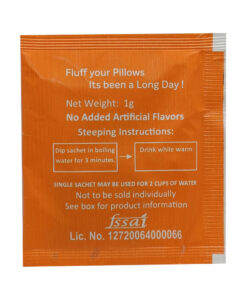 Fluff your Pillows
Its been a Long Day !
Net Weight: 1g
No Added Artificial Flavors
Steeping Instructions:
Dip sachet in boiling
water for 3 minutes.
Drink while warm
SINGLE SACHET MAY BE USED FOR 2 CUPS OF WATER
Not to be sold individually
See box for product information
fssai
Lic. No. 12720064000066